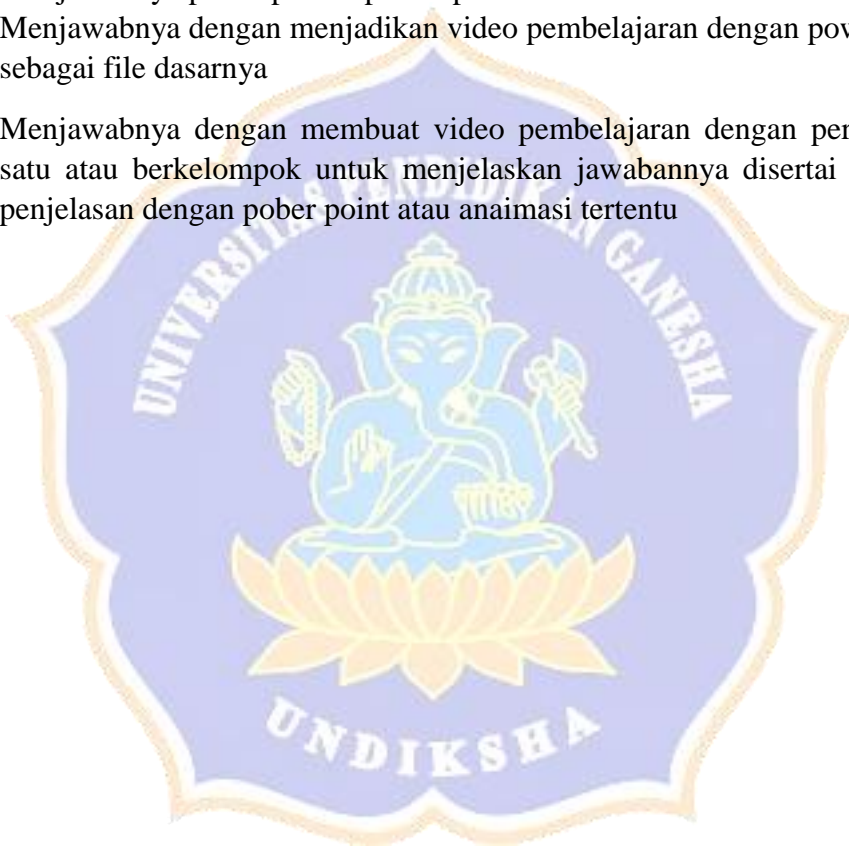 Menjawabnya dengan menjadikan video pembelajaran dengan pow
sebagai file dasarnya
Menjawabnya dengan membuat video pembelajaran dengan per
satu atau berkelompok untuk menjelaskan jawabannya disertai
penjelasan dengan pober point atau anaimasi tertentu
UNIVERSITAS PENDIDIKAN GANESHA
UNDIKSHA